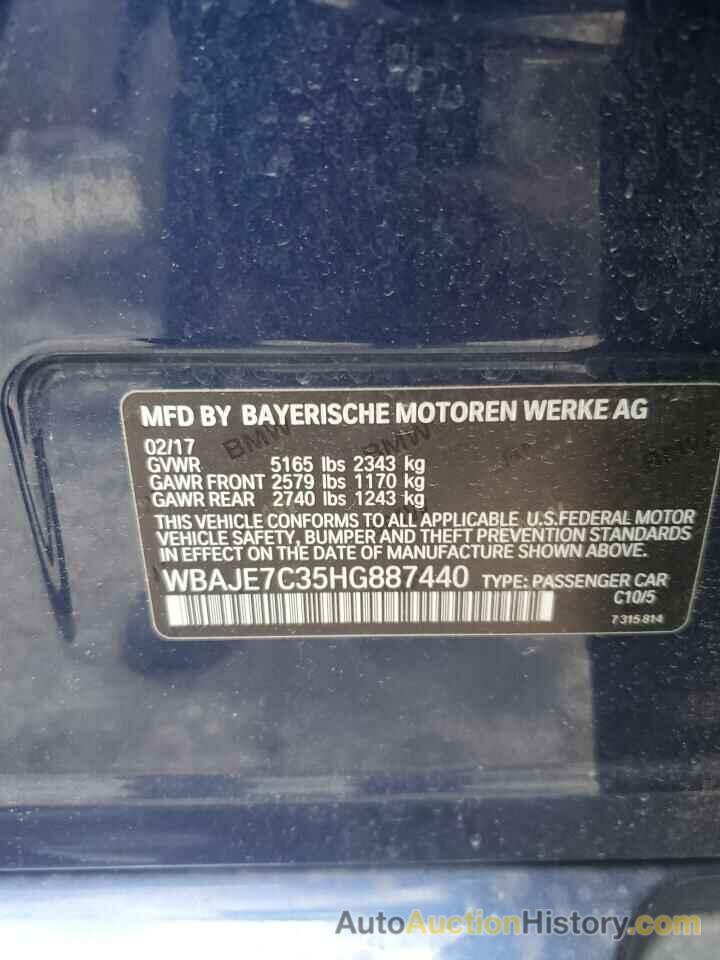 MFD BY BAYERISCHE MOTOREN WERKE AG
02/17
GVWR 5165 lbs 2343 kg
GAWR FRONT 2579 lbs 1170 kg
GAWR REAR 2740 lbs 1243 kg
THIS VEHICLE CONFORMS TO ALL APPLICABLE U.S.FEDERAL MOTOR
VEHICLE SAFETY, BUMPER AND THEFT PREVENTION STANDARDS
IN EFFECT ON THE DATE OF MANUFACTURE SHOWN ABOVE.
WBAJE7C35HG887440 TYPE: PASSENGER CAR
C10/5
7 315 814
AutoAuctionHistory.com